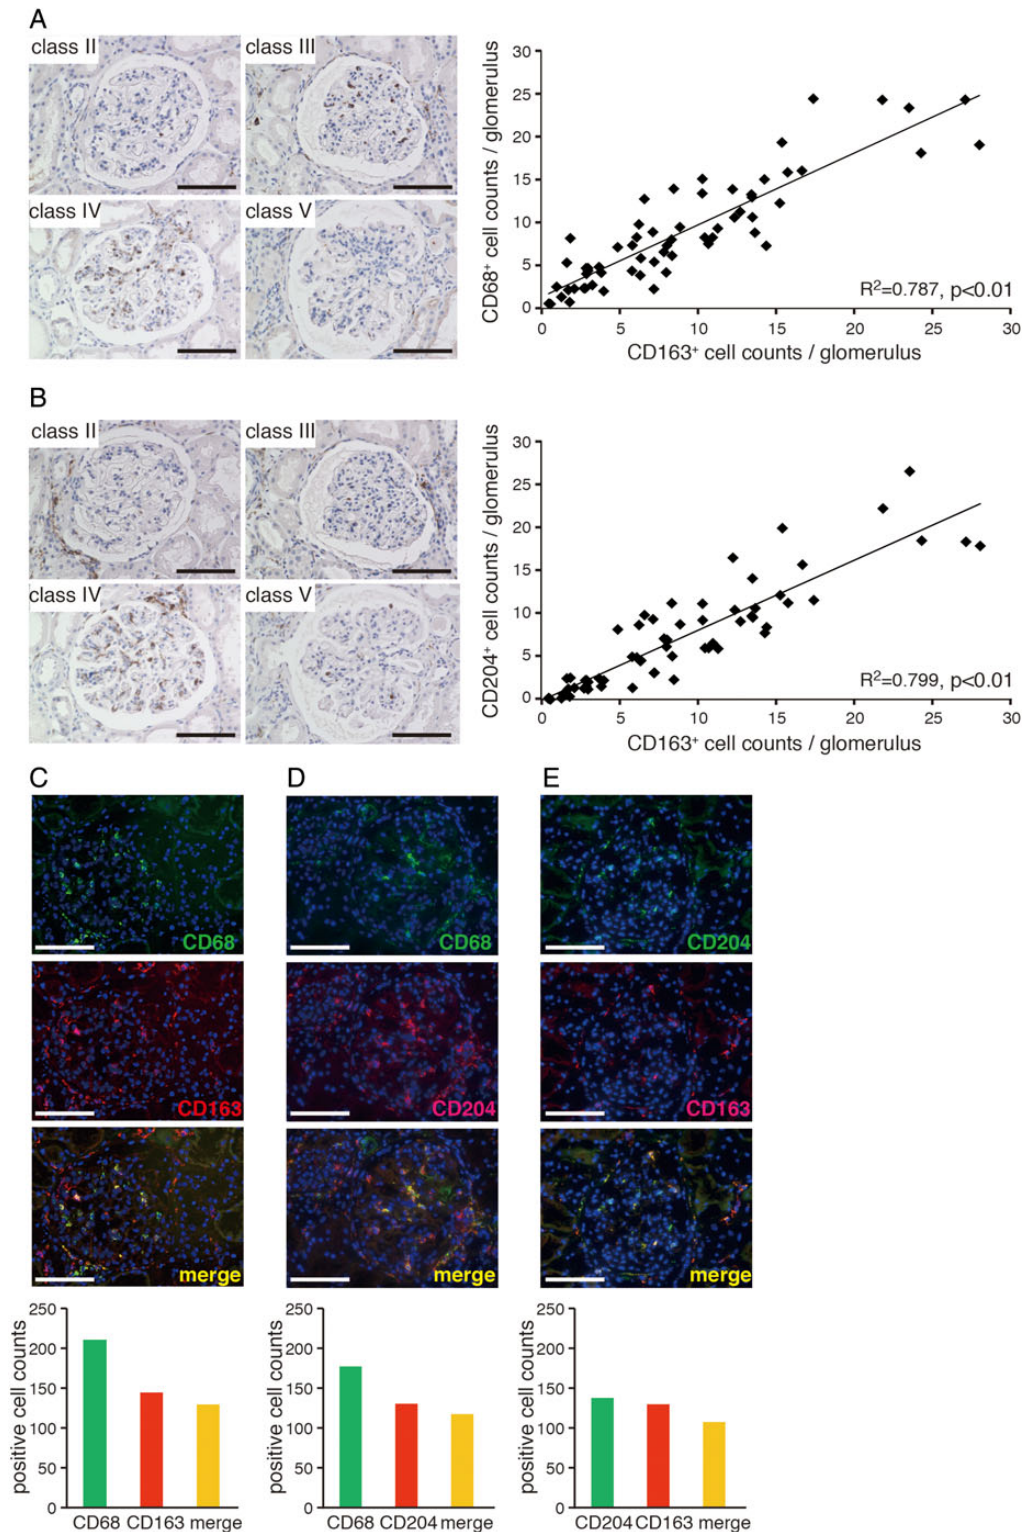 A
class II
class III
class IV
class V
CD68+ cell counts / glomerulus
30
25
20
15
10
5
0
R2=0.787, p<0.01
0 5 10 15 20 25 30
CD163+ cell counts / glomerulus
B
class II
class III
class IV
class V
CD204+ cell counts / glomerulus
30
25
20
15
10
5
0
R2=0.799, p<0.01
0 5 10 15 20 25 30
CD163+ cell counts / glomerulus
C
D
E
CD68
CD68
CD204
CD163
CD204
CD163
merge
merge
merge
positive cell counts
250
200
150
100
50
0
CD68 CD163 merge
positive cell counts
250
200
150
100
50
0
CD68 CD204 merge
positive cell counts
250
200
150
100
50
0
CD204 CD163 merge